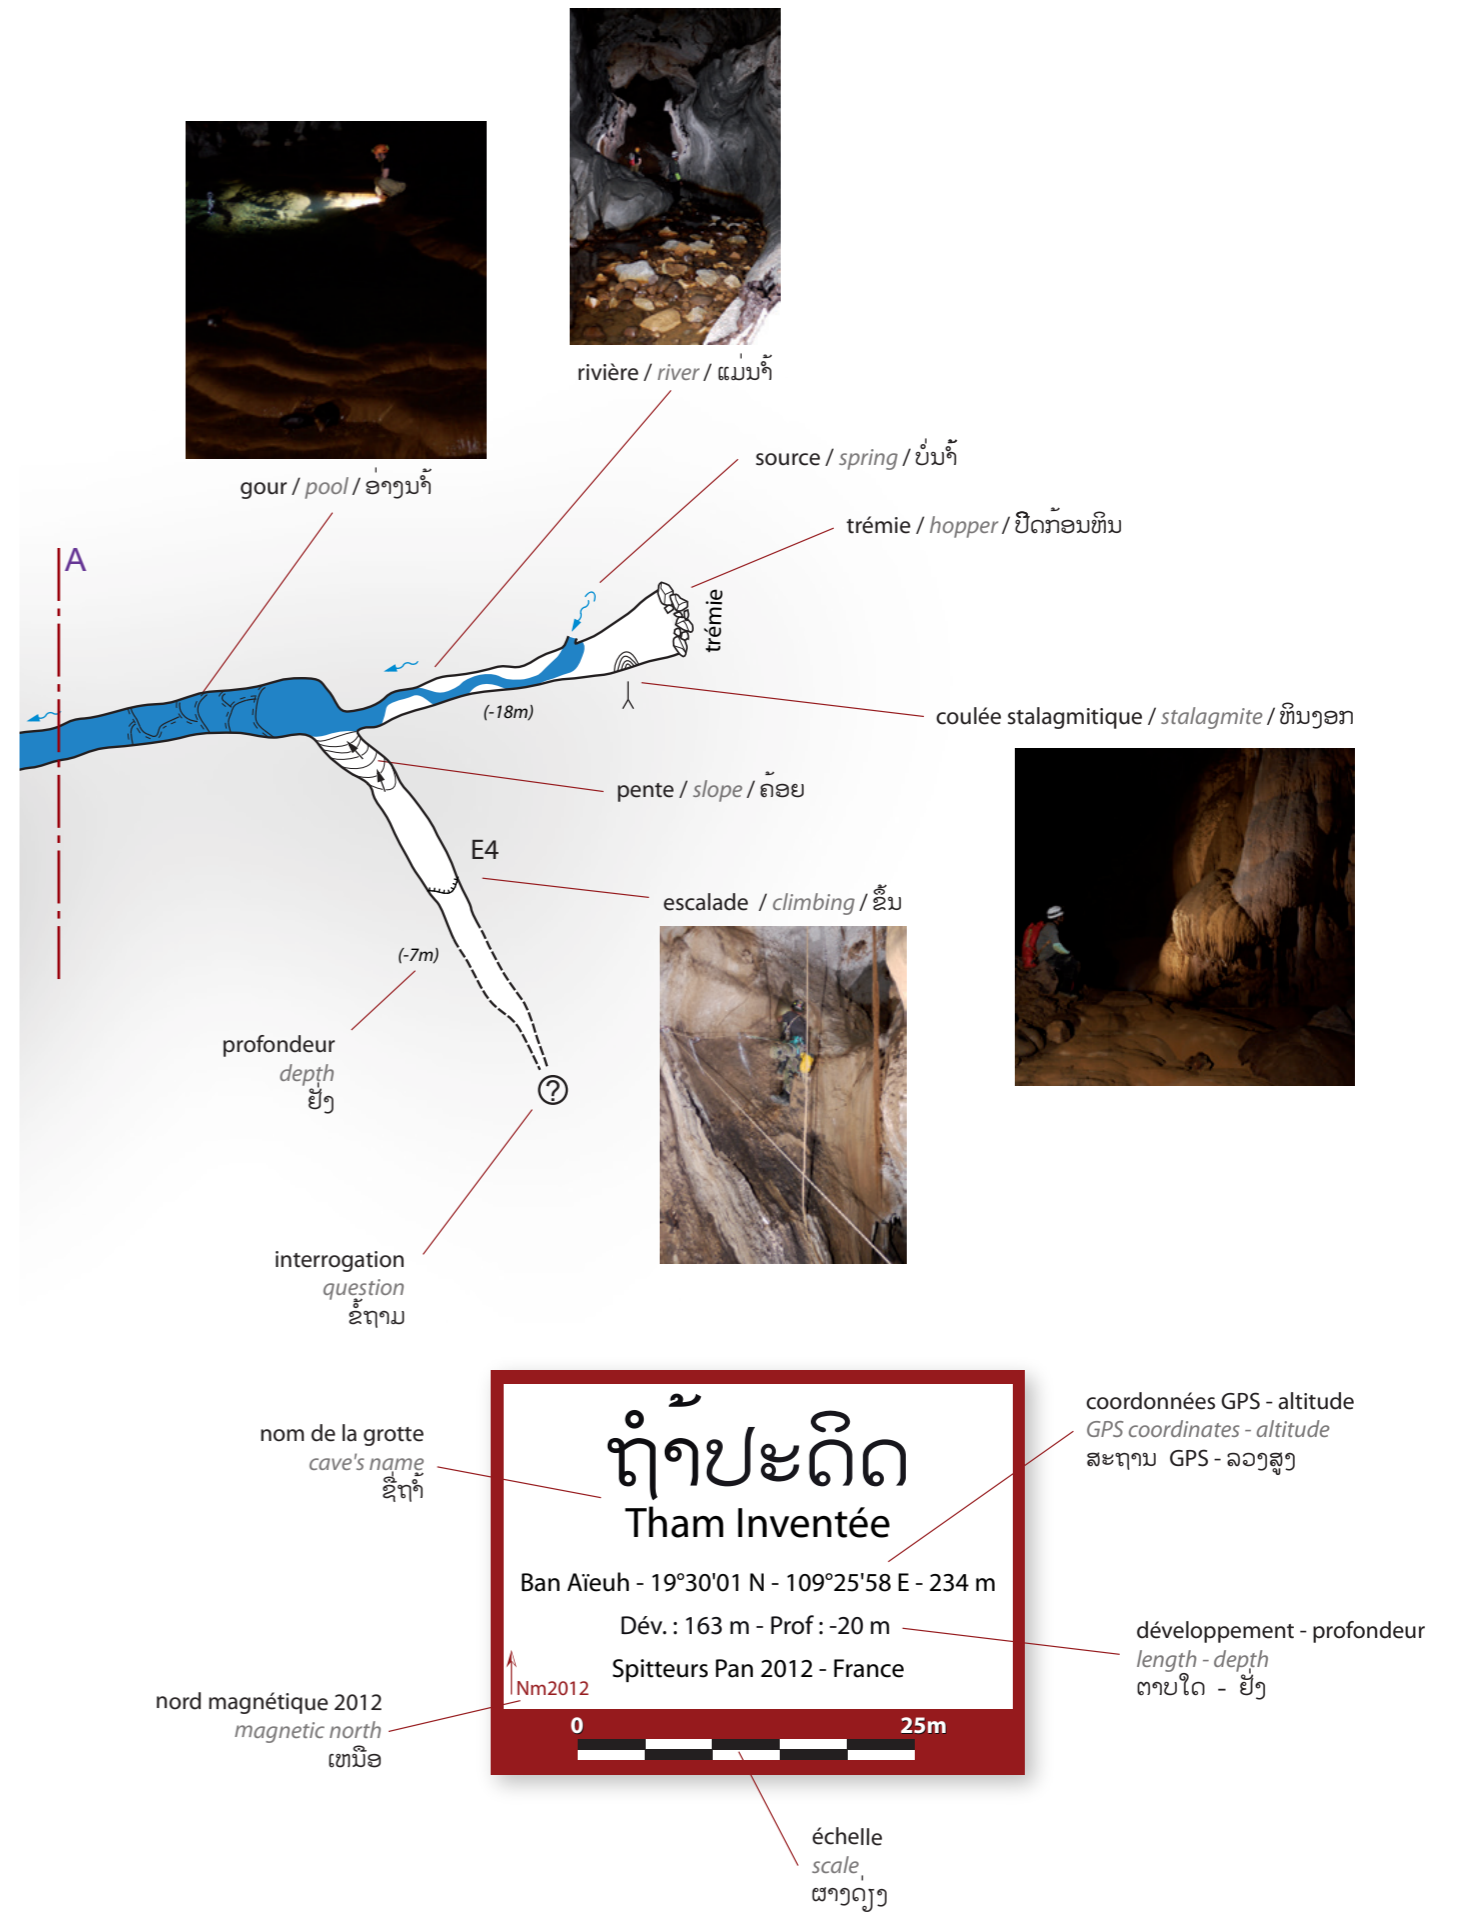 rivière / river / ແມ່ນ້ຳ
source / spring / ບໍ່ນ້ຳ
gour / pool / ອ່າງນ້ຳ
trémie / hopper / ປິດກ້ອນຫິນ
A
trémie
(-18m)
coulée stalagmitique / stalagmite / ຫິນງອກ
pente / slope / ຄ້ອຍ
E4
escalade / climbing / ຂຶ້ນ
(-7m)
profondeur
depth
ຢັ່ງ
?
interrogation
question
ຂໍ້ຖາມ
ຖ້ຳປະດິດ
Tham Inventée
Ban Aïeuh - 19°30'01 N - 109°25'58 E - 234 m
Dév. : 163 m - Prof : -20 m
Spitteurs Pan 2012 - France
Nm2012
0 25m
nom de la grotte
cave's name
ຊື່ຖ້ຳ
coordonnées GPS - altitude
GPS coordinates - altitude
ສະຖານ GPS - ລວງສູງ
développement - profondeur
length - depth
ຕາບໃດ - ຢັ່ງ
nord magnétique 2012
magnetic north
ເຫນືອ
échelle
scale
ຜາງດ່ຽງ